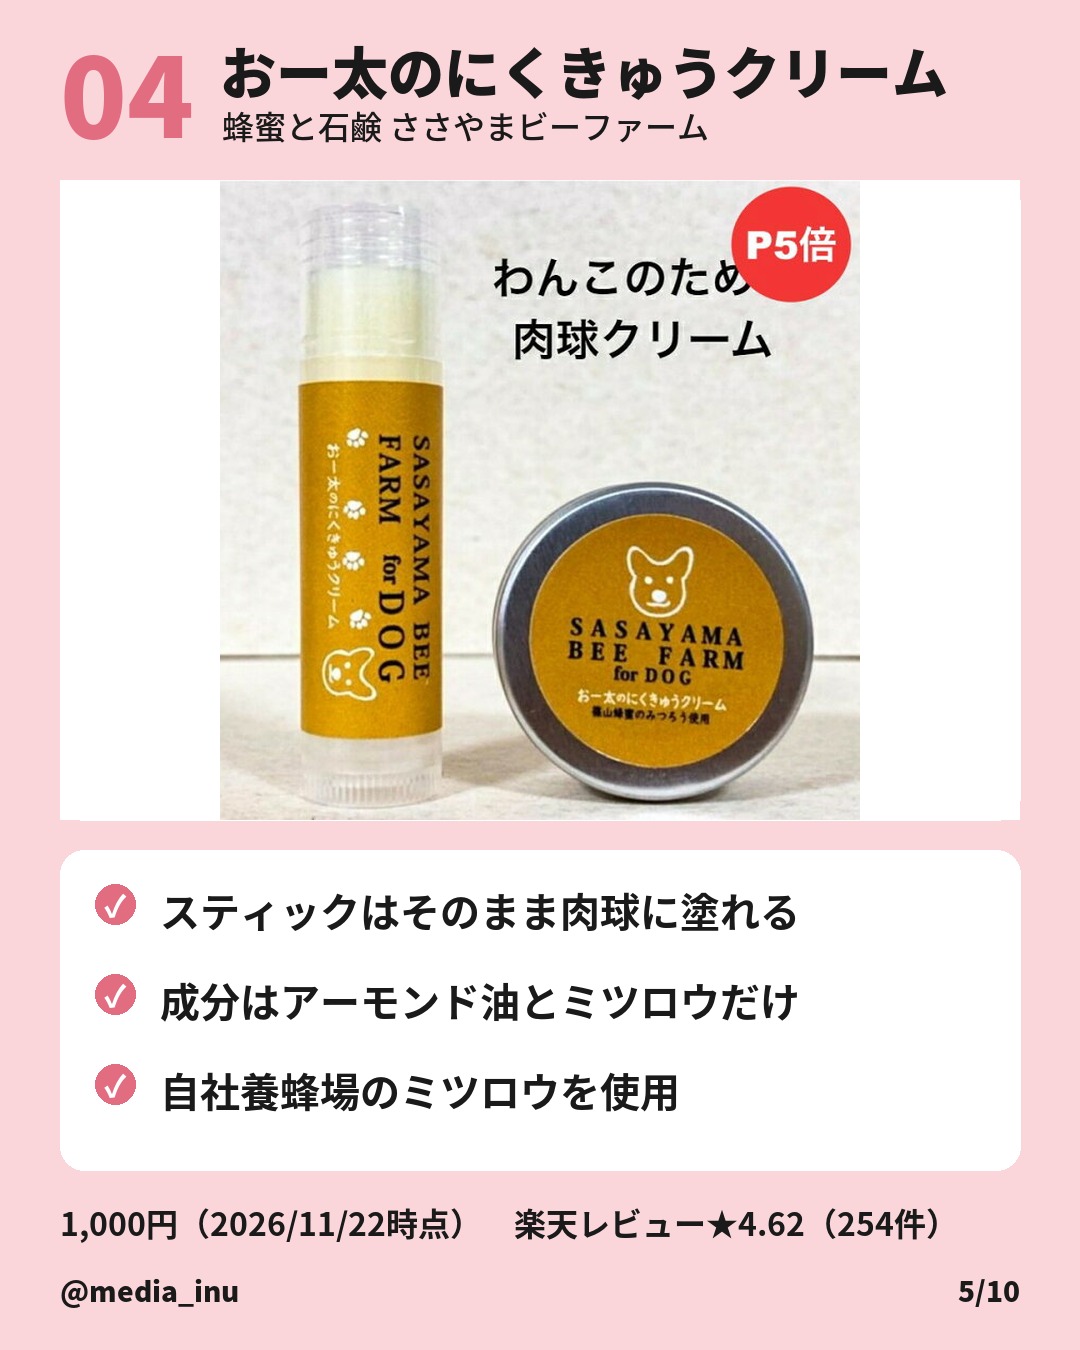 04
おー太のにくきゅうクリーム
蜂蜜と石鹸 ささやまビーファーム
P5倍
わんこのため
肉球クリーム
SASAYAMA BEE
FARM for DOG
おー太のにくきゅうクリーム
SASAYAMA
BEE FARM
for DOG
おー太のにくきゅうクリーム
篠山蜂蜜のみつろう使用
スティックはそのまま肉球に塗れる
成分はアーモンド油とミツロウだけ
自社養蜂場のミツロウを使用
1,000円（2026/11/22時点） 楽天レビュー★4.62（254件）
@media_inu
5/10